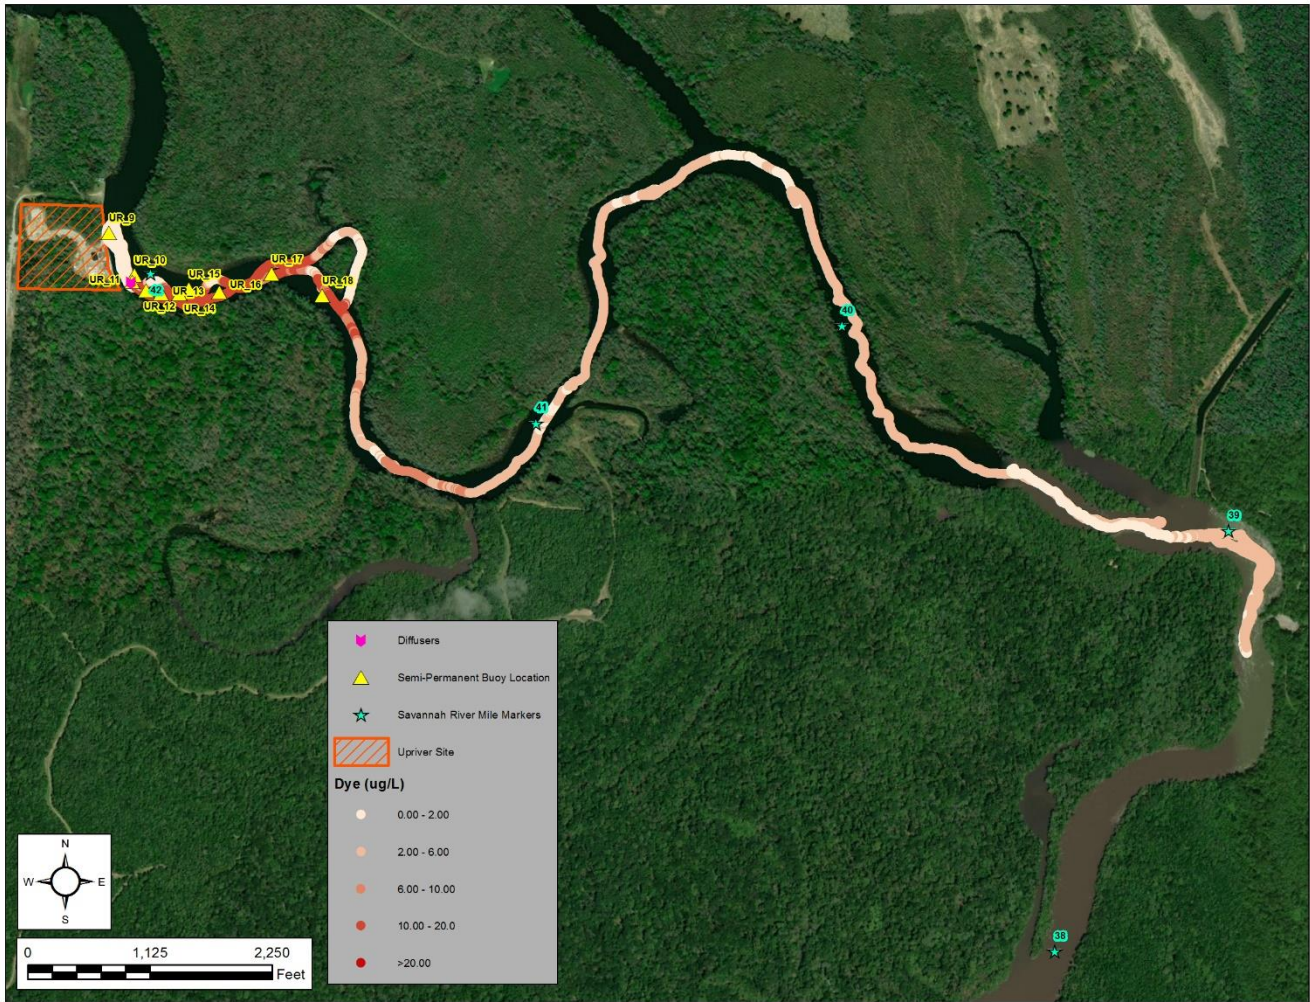 UR_9
UR_10
UR_11
42
UR_12
UR_13
UR_14
UR_15
UR_16
UR_17
UR_18
41
40
39
38
Diffusers
Semi-Permanent Buoy Location
Savannah River Mile Markers
Upriver Site
Dye (ug/L)
0.00 - 2.00
2.00 - 6.00
6.00 - 10.00
10.00 - 20.0
>20.00
N
W E
S
0 1,125 2,250
Feet